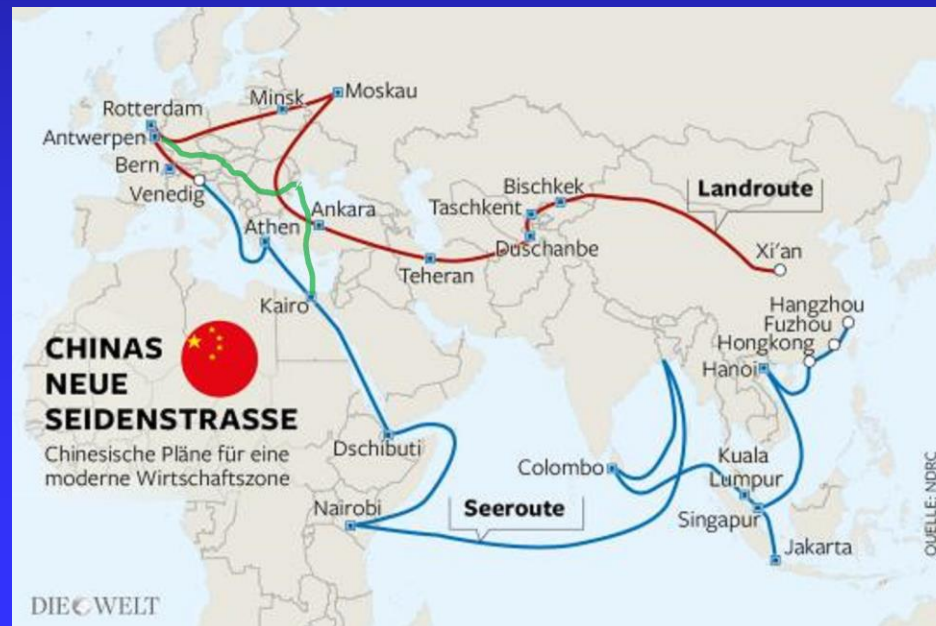 Moskau
Minsk
Rotterdam
Antwerpen
Bern
Venedig
Athen
Ankara
Teheran
Bischkek
Taschkent
Duschanbe
Landroute
Xi'an
Kairo
Hangzhou
Fuzhou
Hongkong
Hanoi
CHINAS
NEUE
SEIDENSTRASSE
Chinesische Pläne für eine
moderne Wirtschaftszone
Dschibuti
Nairobi
Seeroute
Colombo
Kuala
Lumpur
Singapur
Jakarta
QUELLE: NDRC
DIE WELT